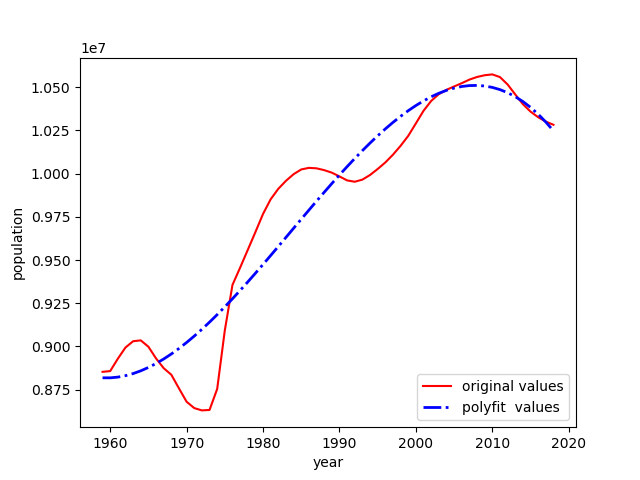 1e7
1.050
1.025
1.000
0.975
0.950
0.925
0.900
0.875
population
original values
polyfit  values
1960 1970 1980 1990 2000 2010 2020
year